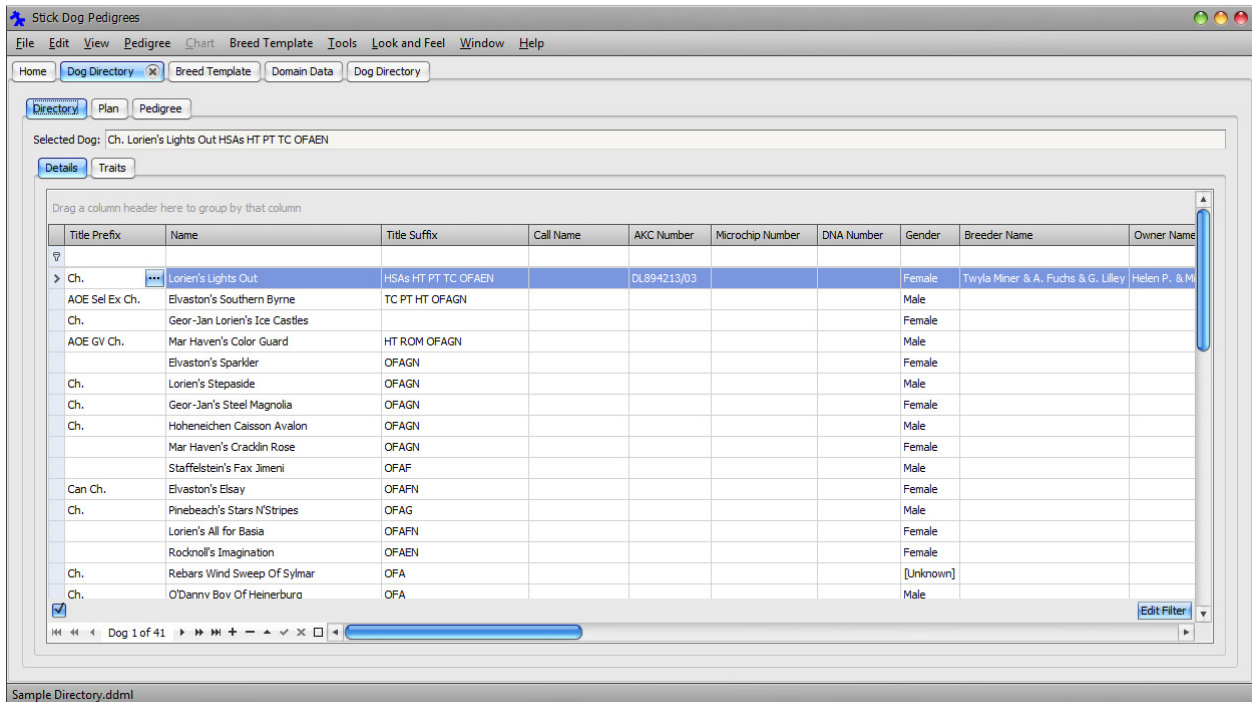 Stick Dog Pedigrees
File Edit View Pedigree Chart Breed Template Tools Look and Feel Window Help
Home Dog Directory Breed Template Domain Data Dog Directory
Directory Plan Pedigree
Selected Dog: Ch. Lorien's Lights Out HSAs HT PT TC OFAEN
Details Traits
Drag a column header here to group by that column
Title Prefix Name Title Suffix Call Name AKC Number Microchip Number DNA Number Gender Breeder Name Owner Name
Ch. ... Lorien's Lights Out HSAs HT PT TC OFAEN DL894213/03 Female Twyla Miner & A. Fuchs & G. Lilley Helen P. & Mi
AOE Sel Ex Ch. Elvaston's Southern Byrne TC PT HT OFAGN Male
Ch. Geor-Jan Lorien's Ice Castles Female
AOE GV Ch. Mar Haven's Color Guard HT ROM OFAGN Male
Elvaston's Sparkler OFAGN Female
Ch. Lorien's Stepaside OFAGN Male
Ch. Geor-Jan's Steel Magnolia OFAGN Female
Ch. Hoheneichen Caisson Avalon OFAGN Male
Mar Haven's Cracklin Rose OFAGN Female
Staffelstein's Fax Jimeni OFAF Male
Can Ch. Elvaston's Elsay OFAFN Female
Ch. Pinebeach's Stars N'Stripes OFAG Male
Lorien's All for Basia OFAFN Female
Rocknoll's Imagination OFAEN Female
Ch. Rebars Wind Sweep Of Sylmar OFA [Unknown]
Ch. O'Danny Boy Of Heinerburg OFA Male
Edit Filter
Dog 1 of 41
Sample Directory.ddml